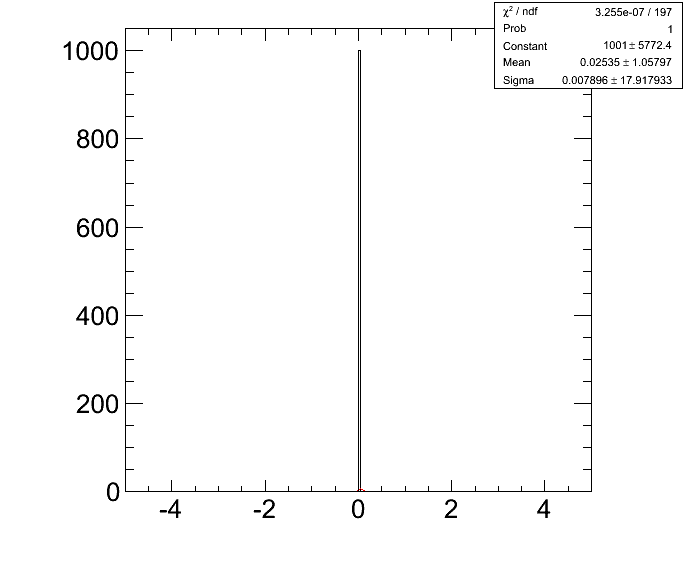 χ² / ndf 3.255e-07 / 197
Prob 1
Constant 1001 ± 5772.4
Mean 0.02535 ± 1.05797
Sigma 0.007896 ± 17.917933
1000
800
600
400
200
0
-4 -2 0 2 4